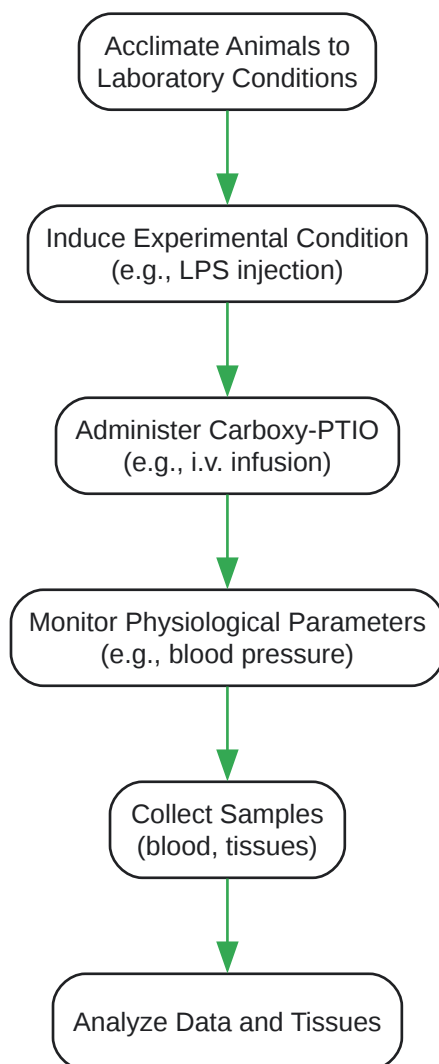 Acclimate Animals to
Laboratory Conditions
Induce Experimental Condition
(e.g., LPS injection)
Administer Carboxy-PTIO
(e.g., i.v. infusion)
Monitor Physiological Parameters
(e.g., blood pressure)
Collect Samples
(blood, tissues)
Analyze Data and Tissues